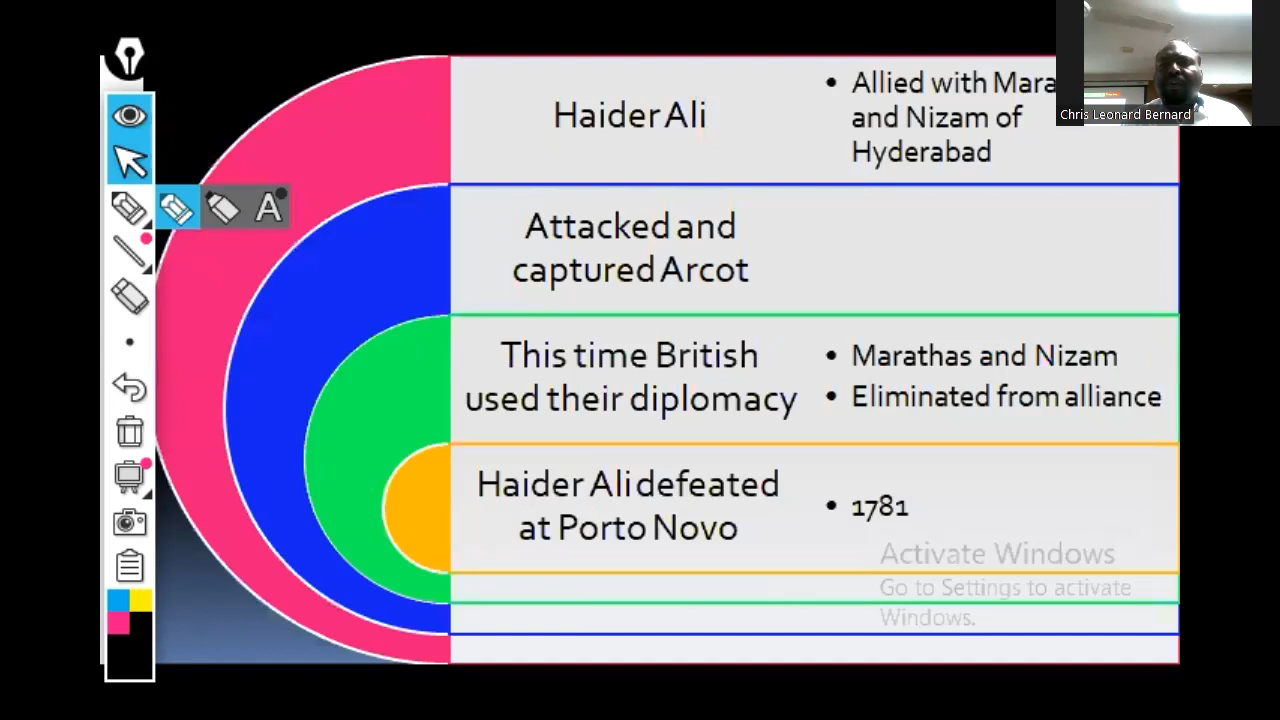 Haider Ali
• Allied with Mara
and Nizam of
Hyderabad
Chris Leonard Bernard
A
Attacked and
captured Arcot
This time British
used their diplomacy
• Marathas and Nizam
• Eliminated from alliance
Haider Ali defeated
at Porto Novo
• 1781
Activate Windows
Go to Settings to activate
Windows.